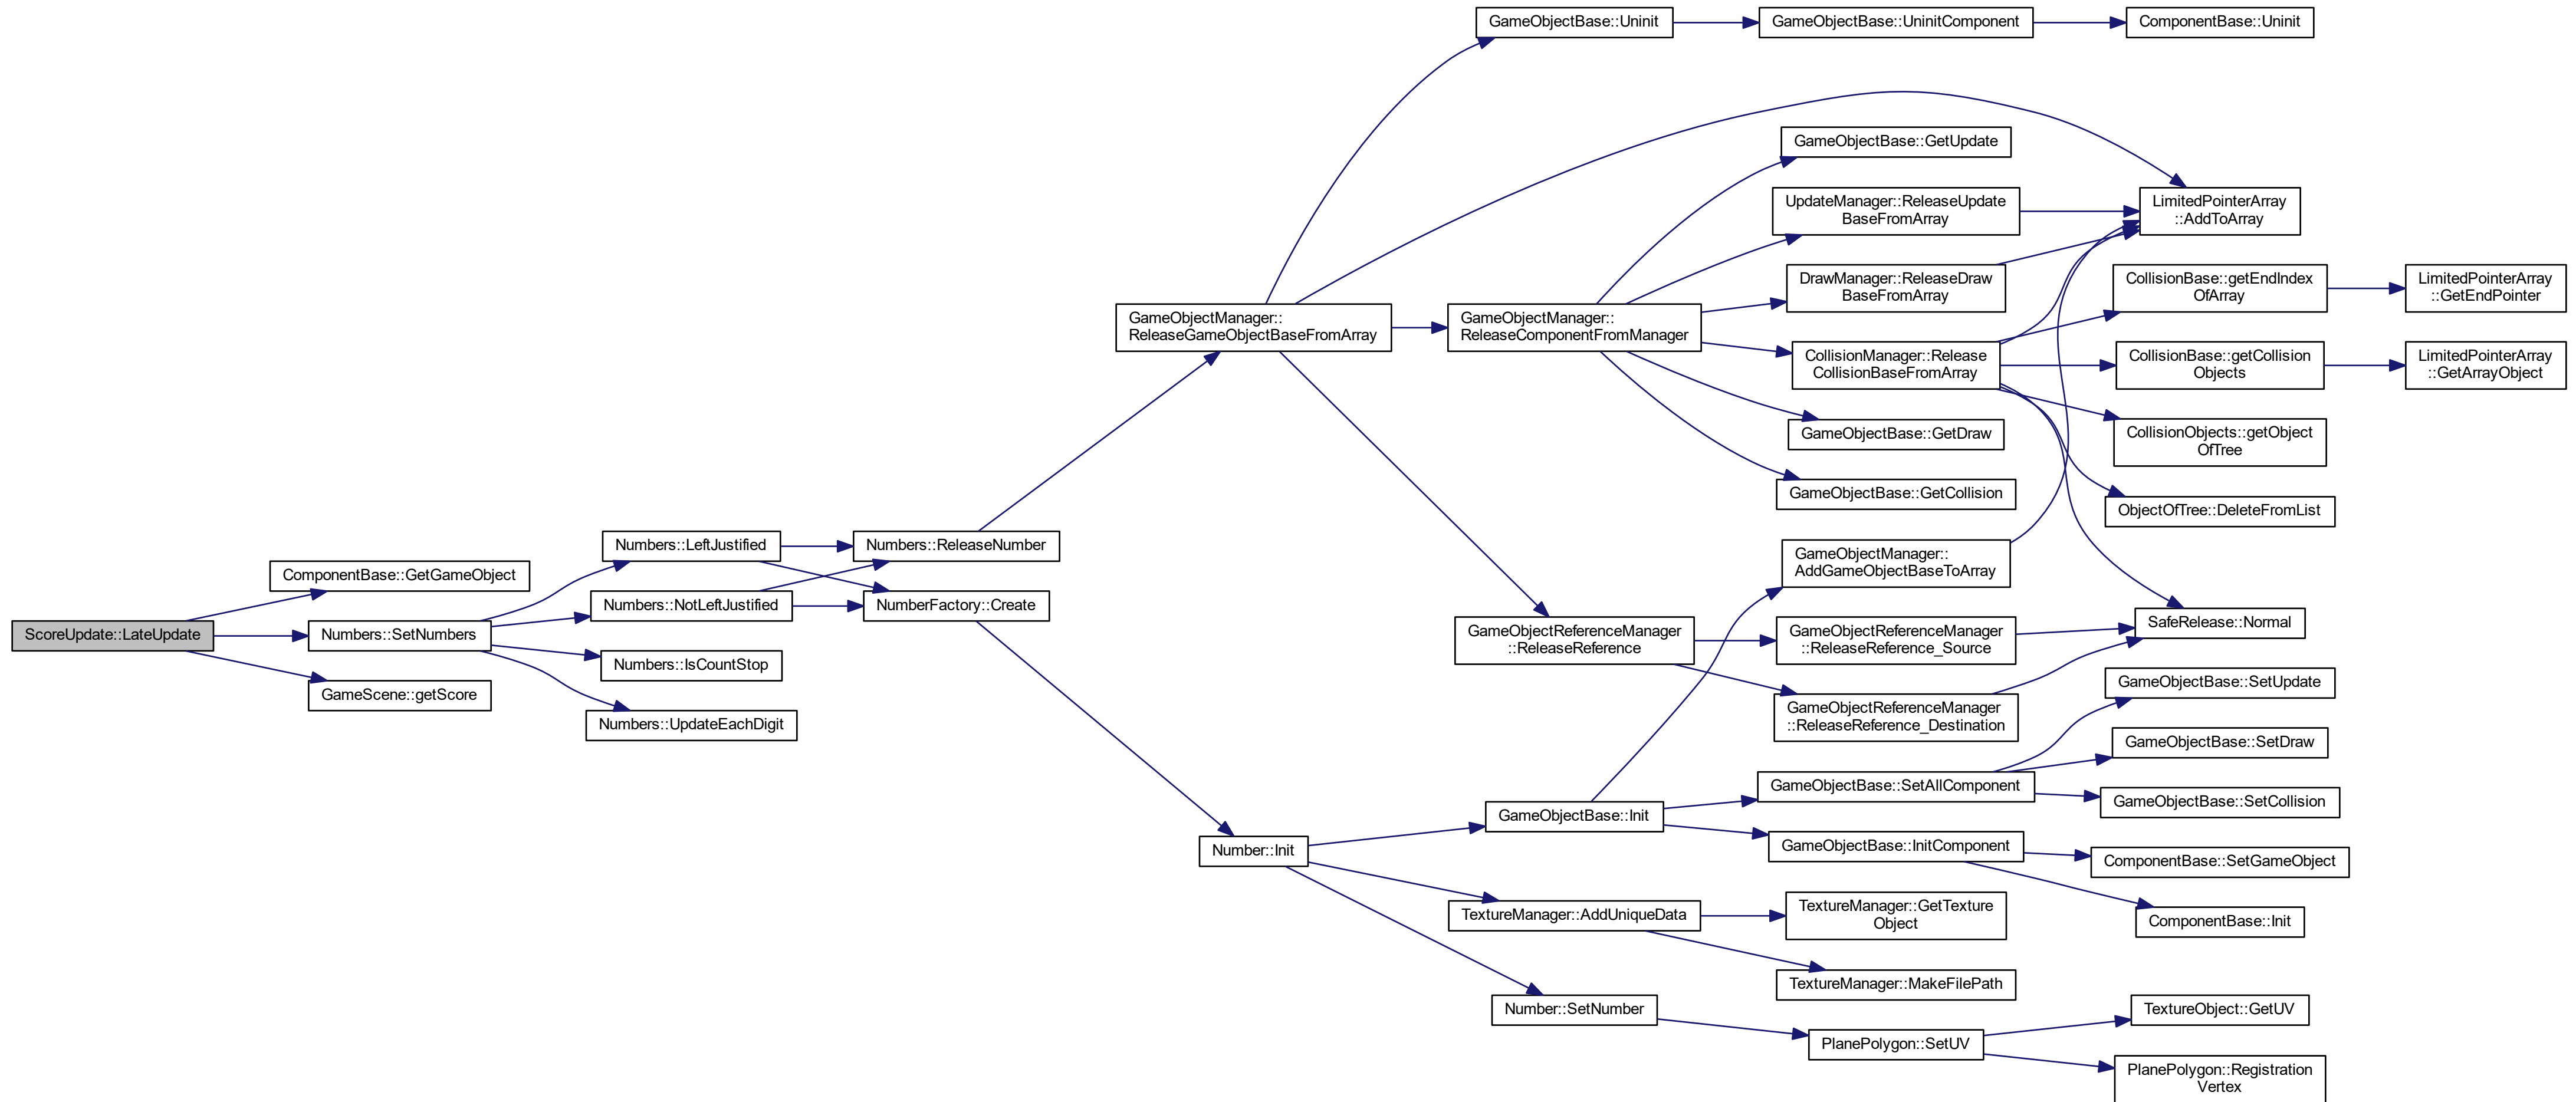 ScoreUpdate::LateUpdate
ComponentBase::GetGameObject
Numbers::SetNumbers
GameScene::getScore
Numbers::LeftJustified
Numbers::NotLeftJustified
Numbers::IsCountStop
Numbers::UpdateEachDigit
Numbers::ReleaseNumber
NumberFactory::Create
GameObjectManager::
ReleaseGameObjectBaseFromArray
Number::Init
GameObjectBase::Uninit
GameObjectManager::
ReleaseComponentFromManager
GameObjectReferenceManager
::ReleaseReference
GameObjectBase::Init
TextureManager::AddUniqueData
Number::SetNumber
GameObjectBase::UninitComponent
GameObjectBase::GetUpdate
UpdateManager::ReleaseUpdate
BaseFromArray
DrawManager::ReleaseDraw
BaseFromArray
CollisionManager::Release
CollisionBaseFromArray
GameObjectBase::GetDraw
GameObjectBase::GetCollision
GameObjectManager::
AddGameObjectBaseToArray
GameObjectReferenceManager
::ReleaseReference_Source
GameObjectReferenceManager
::ReleaseReference_Destination
GameObjectBase::SetAllComponent
GameObjectBase::InitComponent
TextureManager::GetTexture
Object
TextureManager::MakeFilePath
PlanePolygon::SetUV
ComponentBase::Uninit
LimitedPointerArray
::AddToArray
CollisionBase::getEndIndex
OfArray
CollisionBase::getCollision
Objects
CollisionObjects::getObject
OfTree
ObjectOfTree::DeleteFromList
SafeRelease::Normal
GameObjectBase::SetUpdate
GameObjectBase::SetDraw
GameObjectBase::SetCollision
ComponentBase::SetGameObject
ComponentBase::Init
TextureObject::GetUV
PlanePolygon::Registration
Vertex
LimitedPointerArray
::GetEndPointer
LimitedPointerArray
::GetArrayObject